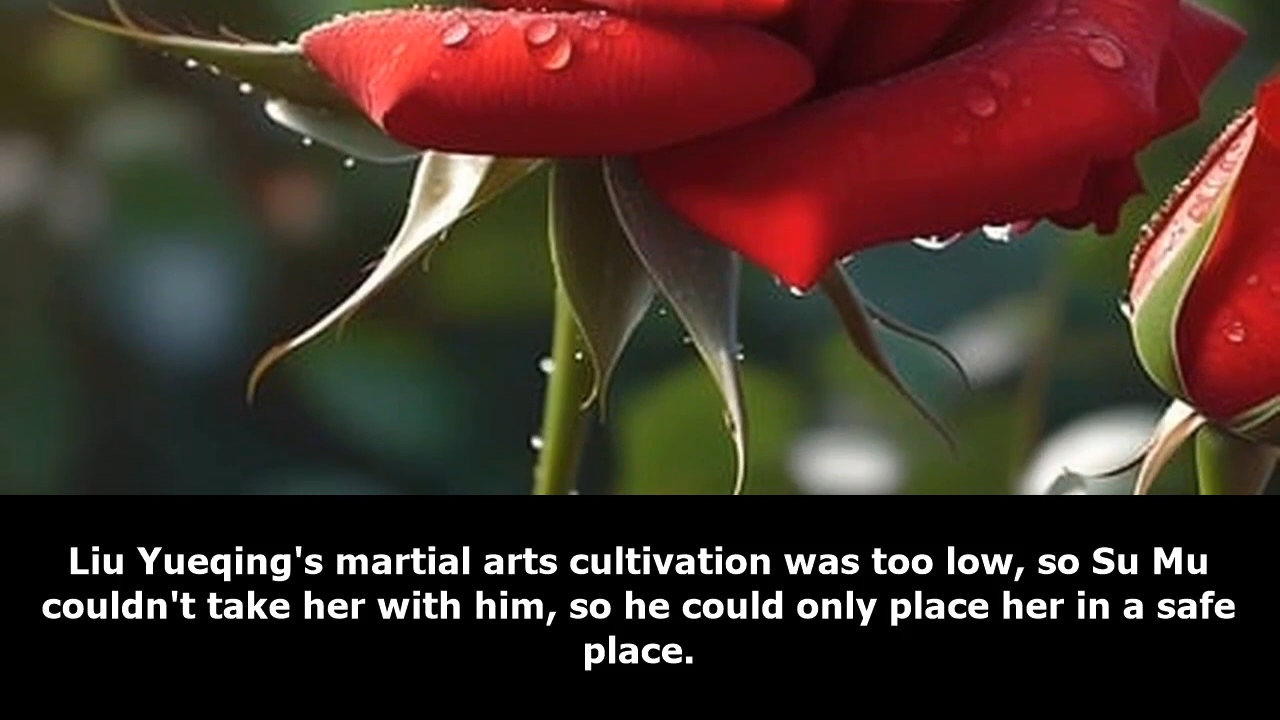 Liu Yueqing's martial arts cultivation was too low, so Su Mu
couldn't take her with him, so he could only place her in a safe
place.